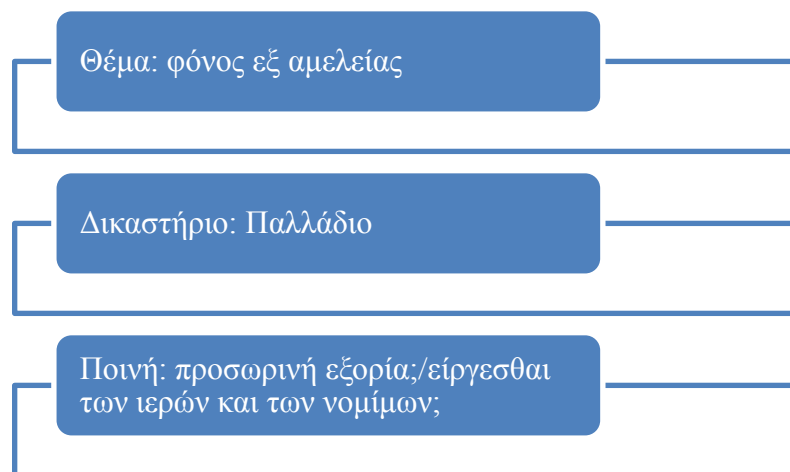 Θέμα: φόνος εξ αμελείας
Δικαστήριο: Παλλάδιο
Ποινή: προσωρινή εξορία;/είργεσθαι
των ιερών και των νομίμων;